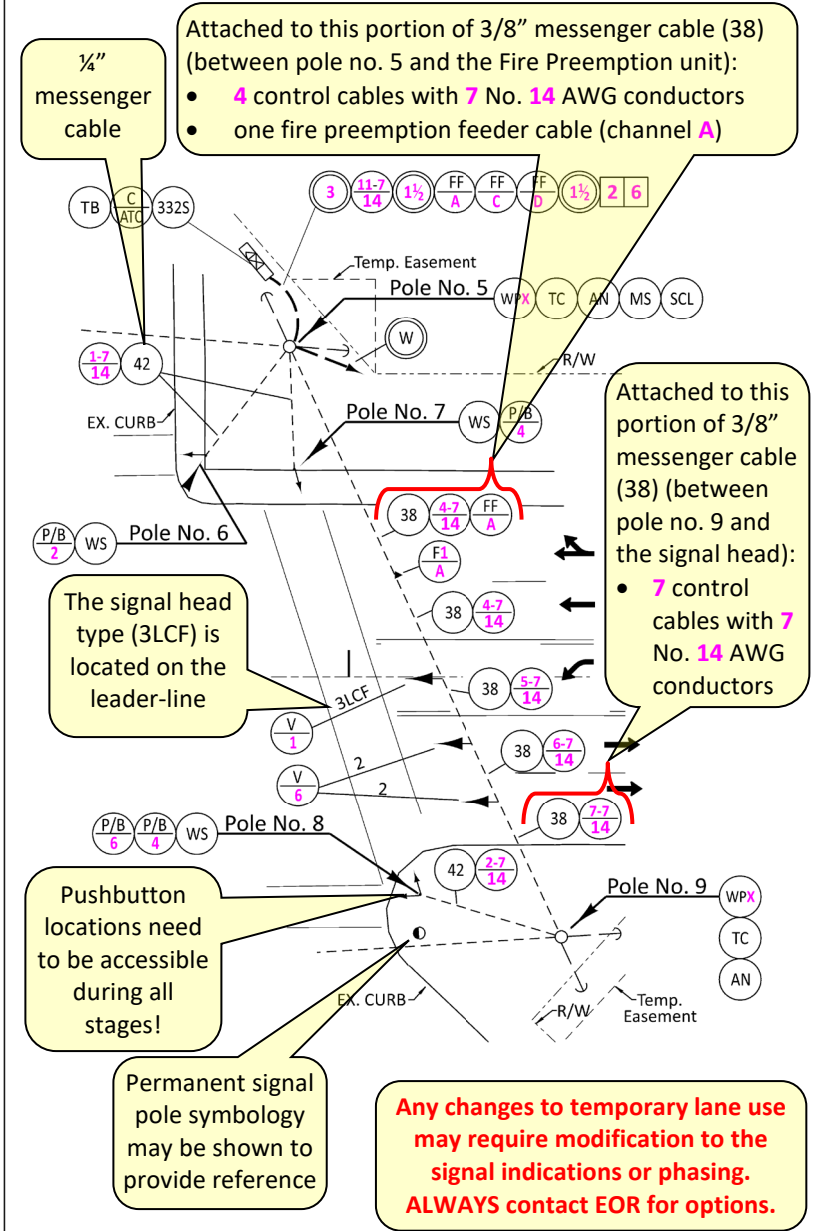 Attached to this portion of 3/8” messenger cable (38)
(between pole no. 5 and the Fire Preemption unit):
• 4 control cables with 7 No. 14 AWG conductors
• one fire preemption feeder cable (channel A)
¼”
messenger
cable
TB C/ATC 332S
3 11-7/14 1½ FF/A FF/C FF/D 1½ 2 6
Temp. Easement
Pole No. 5 WPX TC AN MS SCL
W
R/W
1-7/14 42
EX. CURB
Pole No. 7 WS P/B/4
Attached to this
portion of 3/8”
messenger cable
(38) (between
pole no. 9 and
the signal head):
• 7 control
cables with 7
No. 14 AWG
conductors
38 4-7/14 FF/A
P/B/2 WS Pole No. 6
F1/A
38 4-7/14
The signal head
type (3LCF) is
located on the
leader-line
3LCF
38 5-7/14
V/1
38 6-7/14
2
V/6
2
38 7-7/14
P/B/6 P/B/4 WS Pole No. 8
42 2-7/14
Pole No. 9 WPX
TC
AN
Pushbutton
locations need
to be accessible
during all
stages!
EX. CURB
R/W
Temp.
Easement
Permanent signal
pole symbology
may be shown to
provide reference
Any changes to temporary lane use
may require modification to the
signal indications or phasing.
ALWAYS contact EOR for options.